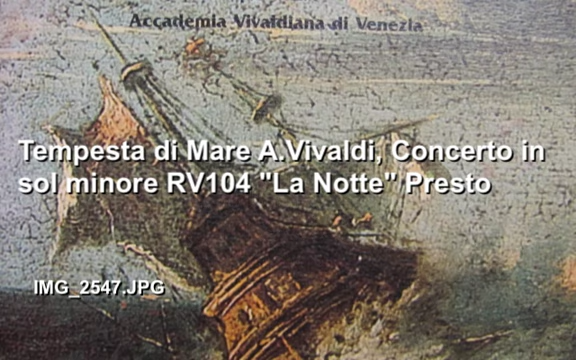 Accademia Vivaldiana di Venezia
Tempesta di Mare A.Vivaldi, Concerto in
sol minore RV104 "La Notte" Presto
IMG_2547.JPG